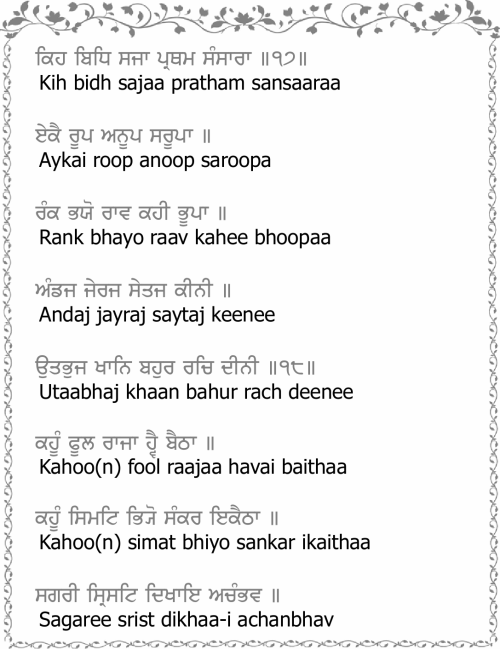 ਕਿਹ ਬਿਧਿ ਸਜਾ ਪ੍ਰਥਮ ਸੰਸਾਰਾ ॥੧੭॥
Kih bidh sajaa pratham sansaaraa
ਏਕੈ ਰੂਪ ਅਨੂਪ ਸਰੂਪਾ ॥
Aykai roop anoop saroopa
ਰੰਕ ਭਯੋ ਰਾਵ ਕਹੀ ਭੂਪਾ ॥
Rank bhayo raav kahee bhoopaa
ਅੰਡਜ ਜੇਰਜ ਸੇਤਜ ਕੀਨੀ ॥
Andaj jayraj saytaj keenee
ਉਤਭੁਜ ਖਾਨਿ ਬਹੁਰ ਰਚਿ ਦੀਨੀ ॥੧੮॥
Utaabhaj khaan bahur rach deenee
ਕਹੂੰ ਫੂਲ ਰਾਜਾ ਹ੍ਵੈ ਬੈਠਾ ॥
Kahoo(n) fool raajaa havai baithaa
ਕਹੂੰ ਸਿਮਟਿ ਭਿ੍ਯੋ ਸੰਕਰ ਇਕੈਠਾ ॥
Kahoo(n) simat bhiyo sankar ikaithaa
ਸਗਰੀ ਸ੍ਰਿਸਟਿ ਦਿਖਾਇ ਅਚੰਭਵ ॥
Sagaree srist dikhaa-i achanbhav